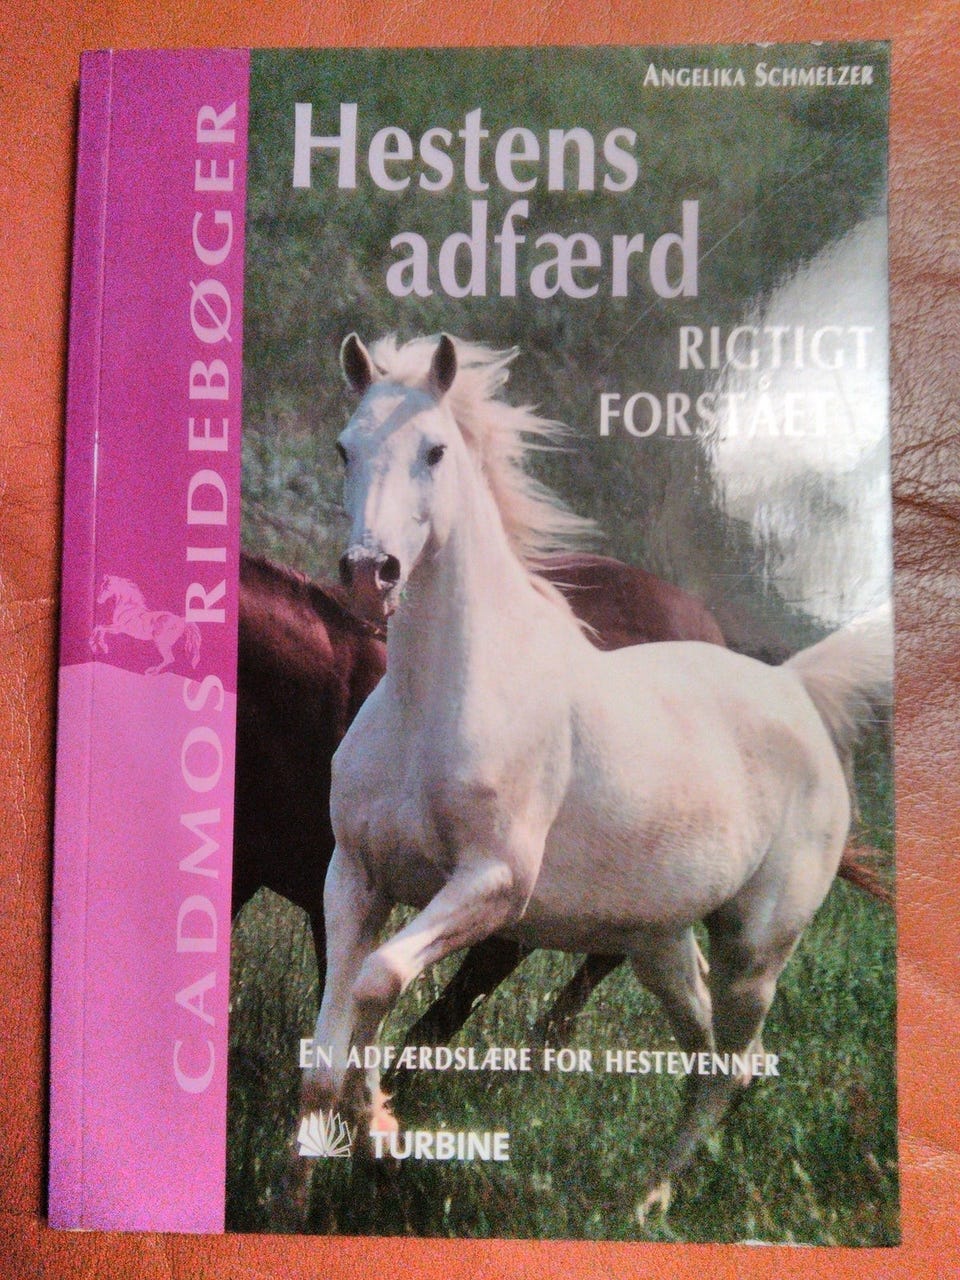 ANGELIKA SCHMELZER
Hestens
adfærd
RIGTIGT
FORSTÅET
CADMOS RIDEBØGER
EN ADFÆRDSLÆRE FOR HESTEVENNER
TURBINE